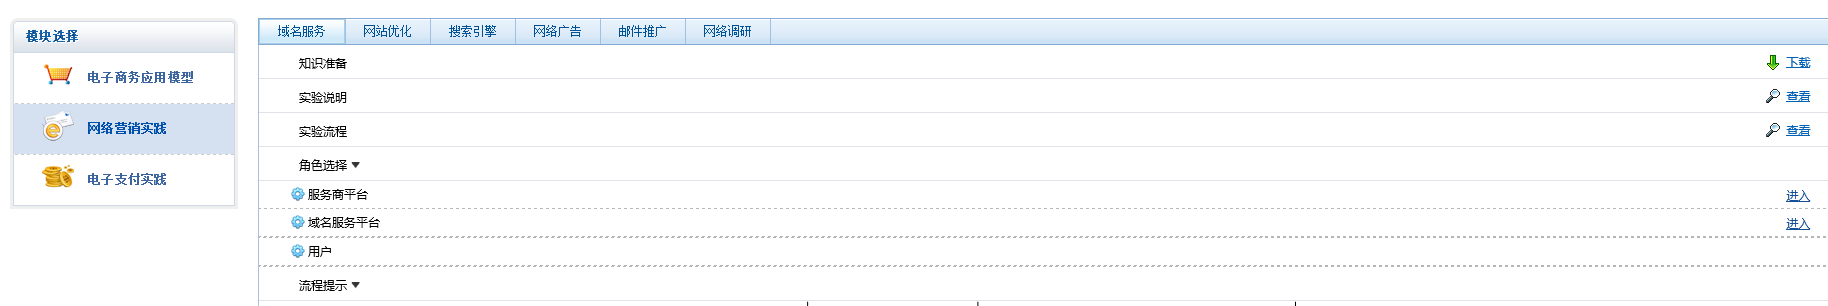 模块选择
电子商务应用模型
网络营销实践
电子支付实践
域名服务 网站优化 搜索引擎 网络广告 邮件推广 网络调研
知识准备 下载
实验说明 查看
实验流程 查看
角色选择
服务商平台 进入
域名服务平台 进入
用户
流程提示